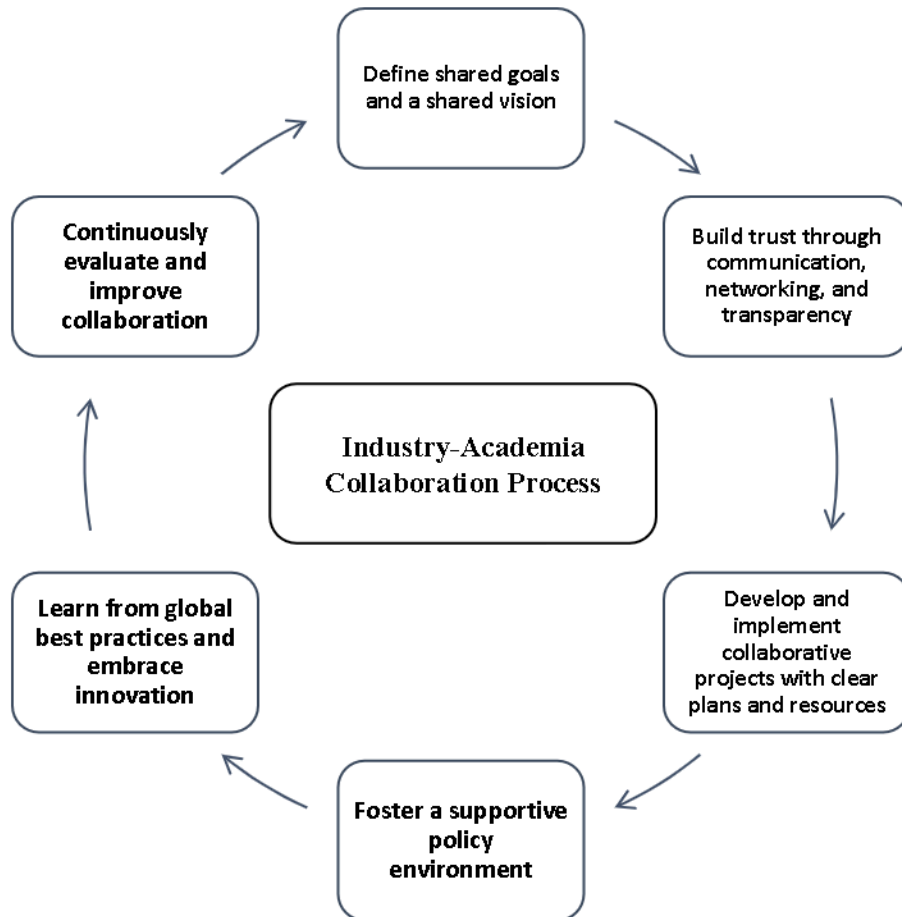 Define shared goals
and a shared vision
Build trust through
communication,
networking, and
transparency
Develop and
implement
collaborative
projects with clear
plans and resources
Foster a supportive
policy
environment
Learn from global
best practices and
embrace
innovation
Continuously
evaluate and
improve
collaboration
Industry-Academia
Collaboration Process